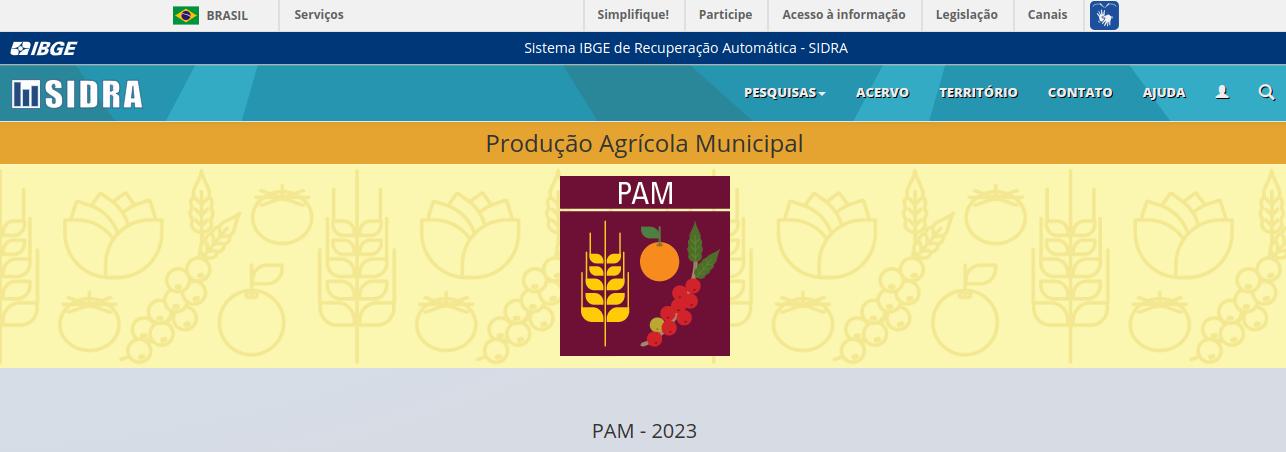 BRASIL Serviços Simplifique! Participe Acesso à informação Legislação Canais
IBGE Sistema IBGE de Recuperação Automática - SIDRA
SIDRA PESQUISAS ACERVO TERRITÓRIO CONTATO AJUDA
Produção Agrícola Municipal
PAM
PAM - 2023